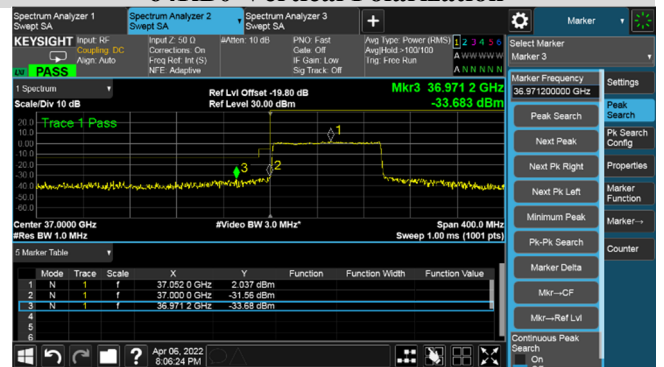 Spectrum Analyzer 1
Swept SA
Spectrum Analyzer 2
Swept SA
Spectrum Analyzer 3
Swept SA
+
Marker
KEYSIGHT
Input: RF
Coupling: DC
Align: Auto
Input Z: 50 Ω
Corrections: On
Freq Ref: Int (S)
NFE: Adaptive
#Atten: 10 dB
PNO: Fast
Gate: Off
IF Gain: Low
Sig Track: Off
Avg Type: Power (RMS)
Avg|Hold:>100/100
Trig: Free Run
1 2 3 4 5 6
A W W W W W
A N N N N N
LXI PASS
Select Marker
Marker 3
1 Spectrum
Scale/Div 10 dB
Ref Lvl Offset -19.80 dB
Ref Level 30.00 dBm
Mkr3 36.971 2 GHz
-33.683 dBm
Trace 1 Pass
20.0
10.0
0.00
-10.0
-20.0
-30.0
-40.0
-50.0
-60.0
1
2
3
Center 37.0000 GHz
#Res BW 1.0 MHz
#Video BW 3.0 MHz*
Span 400.0 MHz
Sweep 1.00 ms (1001 pts)
5 Marker Table
Mode Trace Scale X Y Function Function Width Function Value
1 N 1 f 37.052 0 GHz 2.037 dBm
2 N 1 f 37.000 0 GHz -31.56 dBm
3 N 1 f 36.971 2 GHz -33.68 dBm
4
5
6
Marker Frequency
36.971200000 GHz
Peak Search
Next Peak
Next Pk Right
Next Pk Left
Minimum Peak
Pk-Pk Search
Marker Delta
Mkr→CF
Mkr→Ref Lvl
Continuous Peak
Search
On
Settings
Peak
Search
Pk Search
Config
Properties
Marker
Function
Marker→
Counter
?
Apr 06, 2022
8:06:24 PM